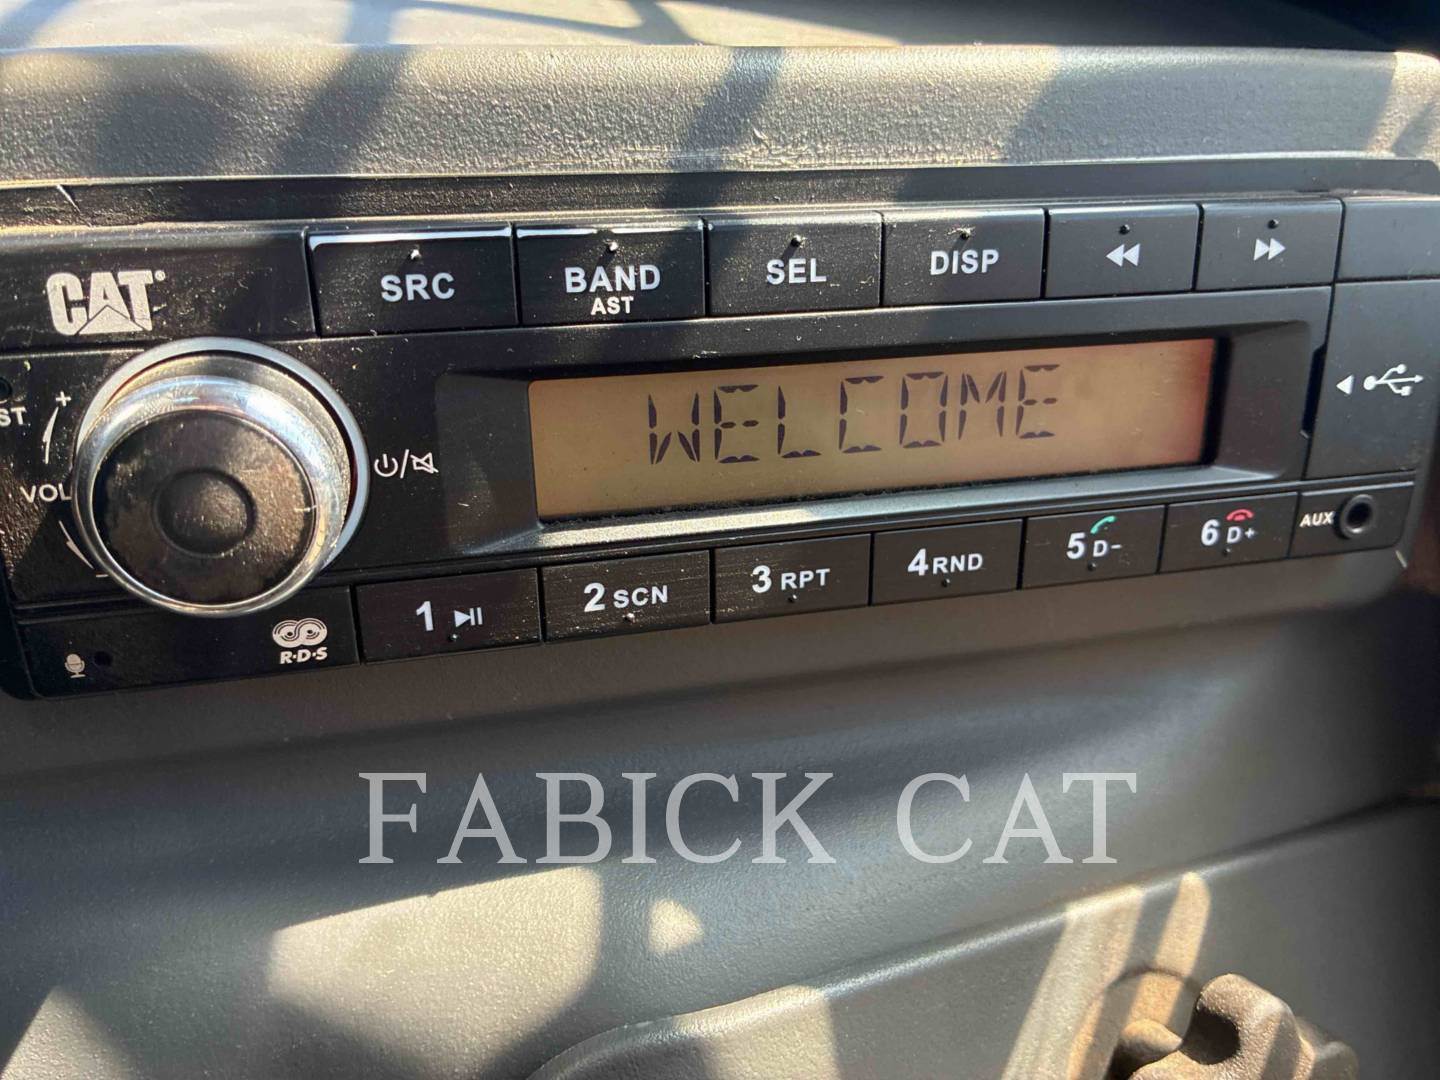 SRC
BAND
AST
SEL
DISP
CAT®
ST
+
VOL
-
WELCOME
AUX
1
2 SCN
3 RPT
4 RND
5 D-
6 D+
R·D·S
FABICK CAT